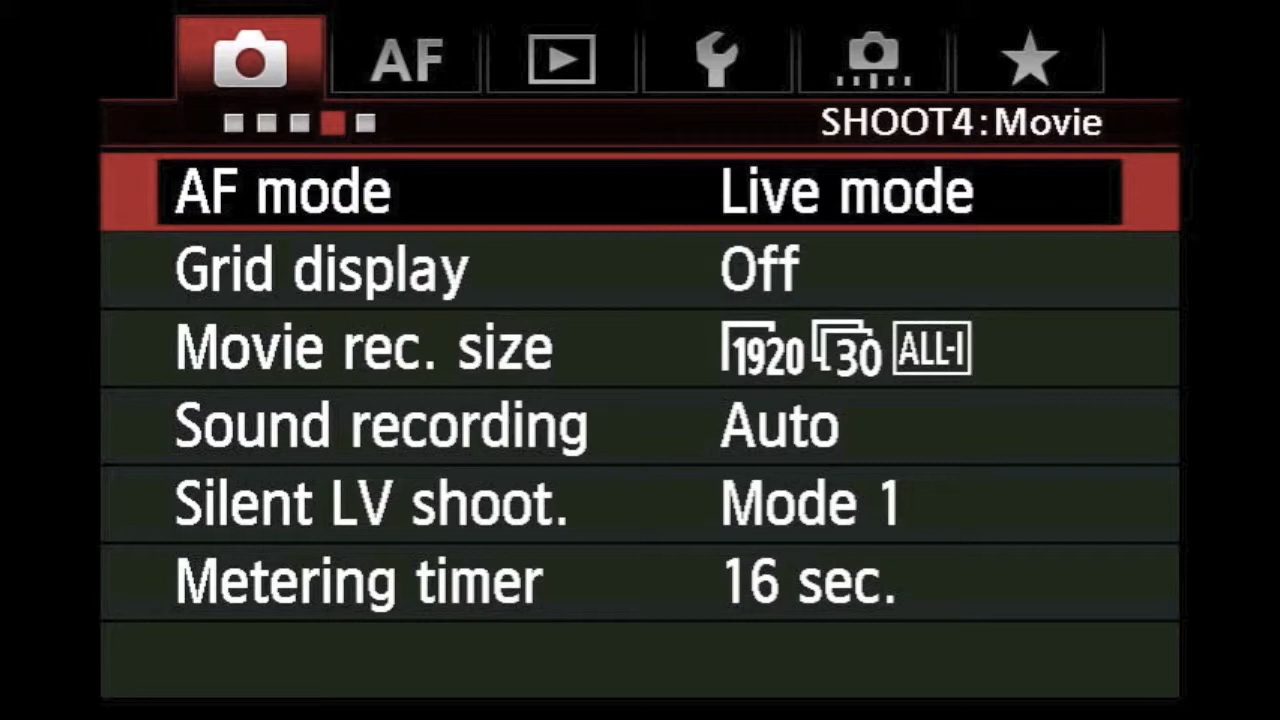 AF
SHOOT4:Movie
AF mode Live mode
Grid display Off
Movie rec. size 1920 30 ALL-I
Sound recording Auto
Silent LV shoot. Mode 1
Metering timer 16 sec.